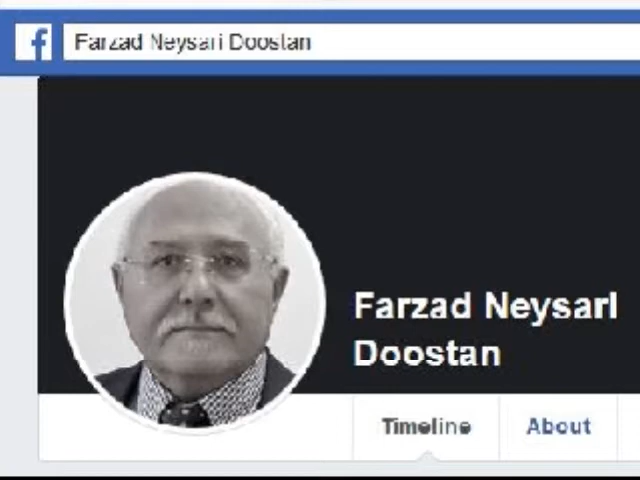 f
Farzad Neysari Doostan
Farzad Neysari
Doostan
Timeline
About